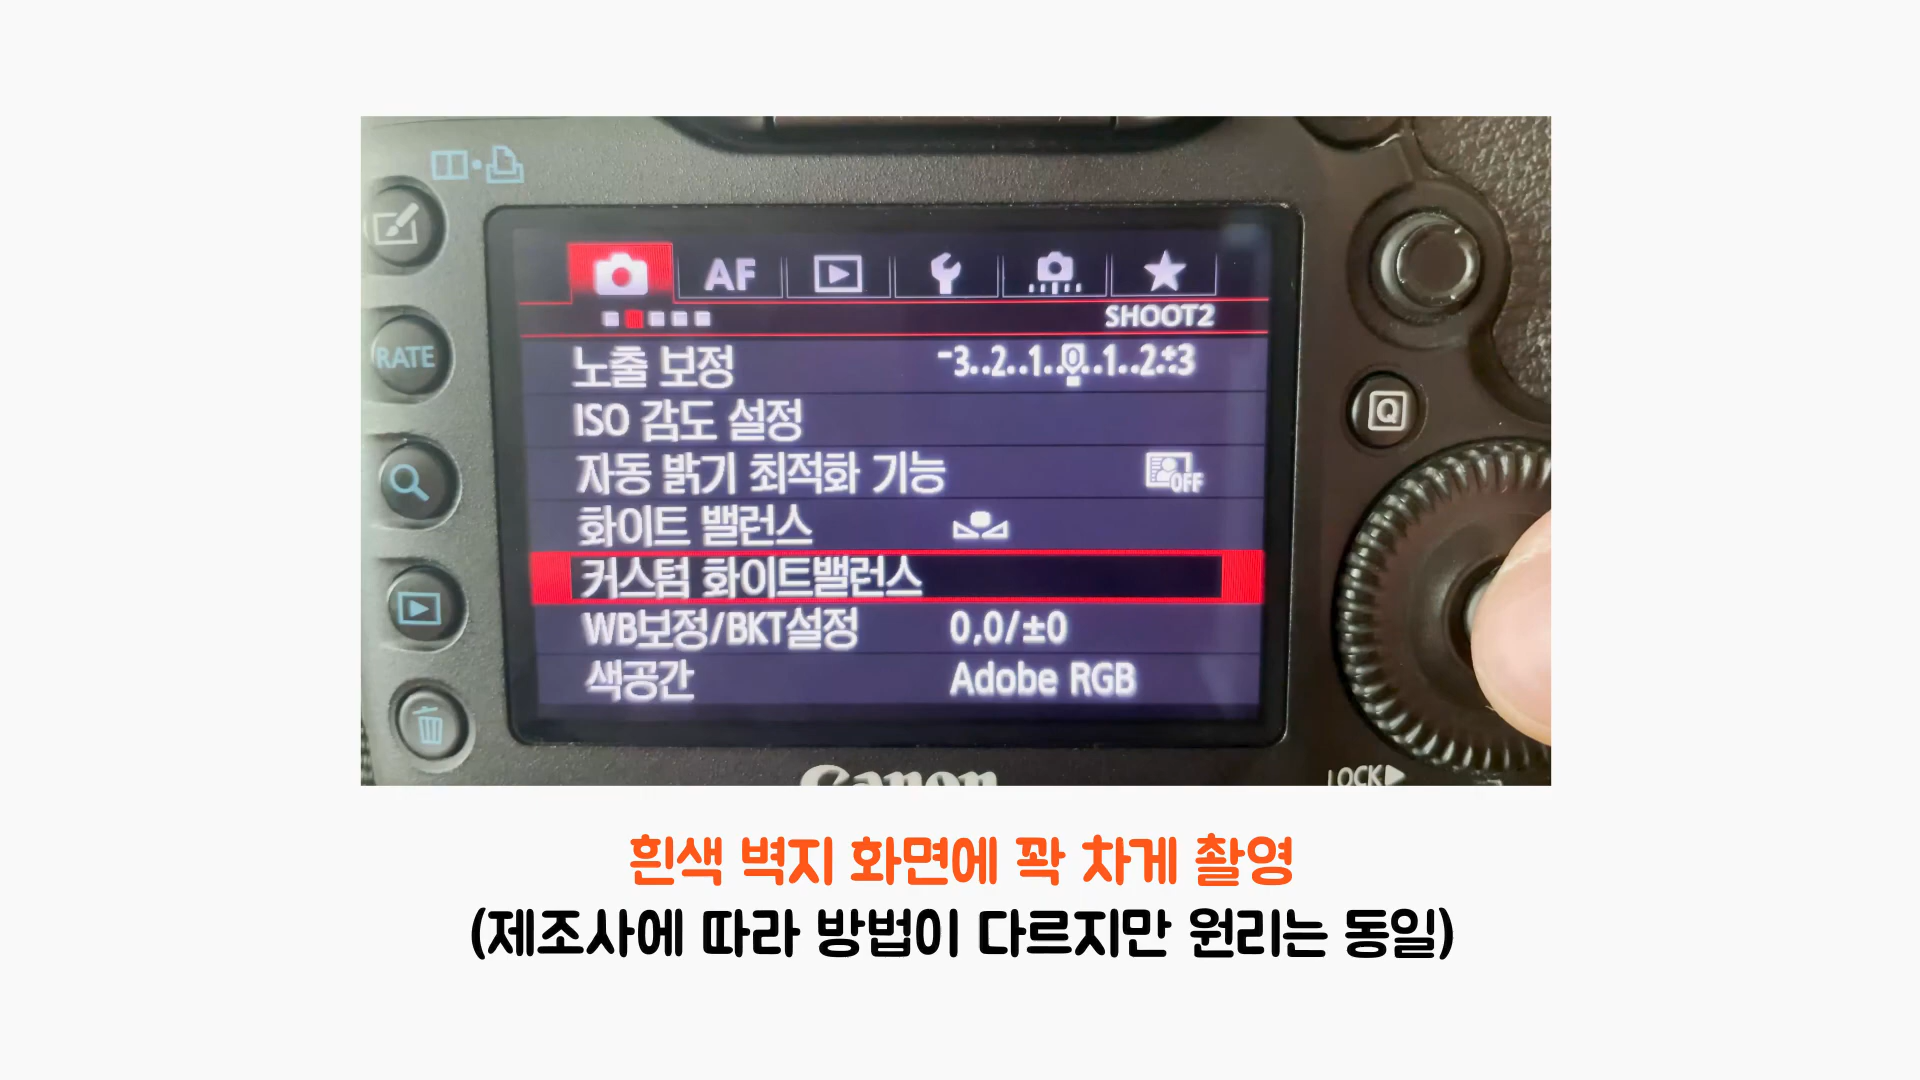 AF
SHOOT2
RATE
노출 보정 -3..2..1..0..1..2..+3
ISO 감도 설정
자동 밝기 최적화 기능 OFF
화이트 밸런스
커스텀 화이트밸런스
WB보정/BKT설정 0,0/±0
색공간 Adobe RGB
Q
Canon
LOCK▶
흰색 벽지 화면에 꽉 차게 촬영
(제조사에 따라 방법이 다르지만 원리는 동일)